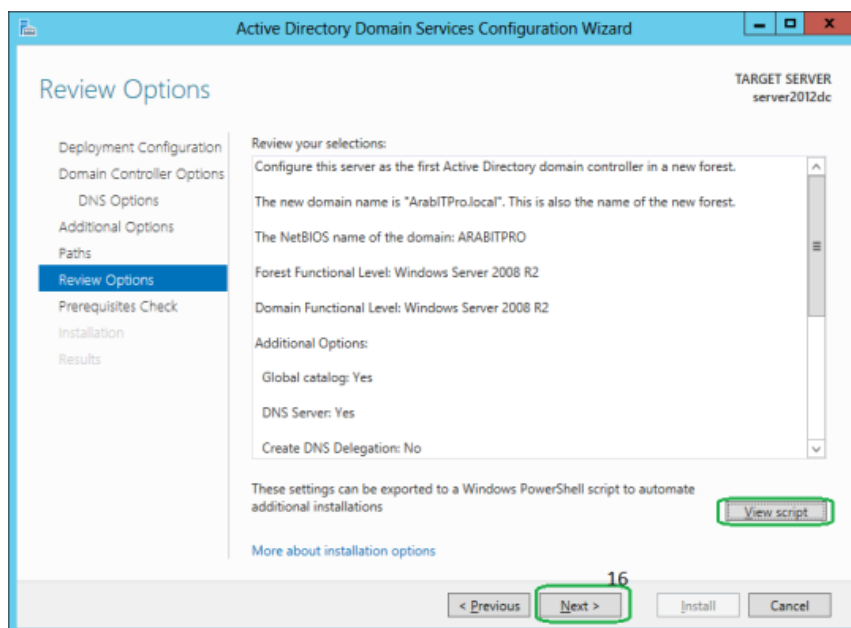 Active Directory Domain Services Configuration Wizard
Review Options
TARGET SERVER
server2012dc
Deployment Configuration
Domain Controller Options
DNS Options
Additional Options
Paths
Review Options
Prerequisites Check
Installation
Results
Review your selections:
Configure this server as the first Active Directory domain controller in a new forest.
The new domain name is "ArabITPro.local". This is also the name of the new forest.
The NetBIOS name of the domain: ARABITPRO
Forest Functional Level: Windows Server 2008 R2
Domain Functional Level: Windows Server 2008 R2
Additional Options:
Global catalog: Yes
DNS Server: Yes
Create DNS Delegation: No
These settings can be exported to a Windows PowerShell script to automate
additional installations
View script
More about installation options
16
< Previous
Next >
Install
Cancel